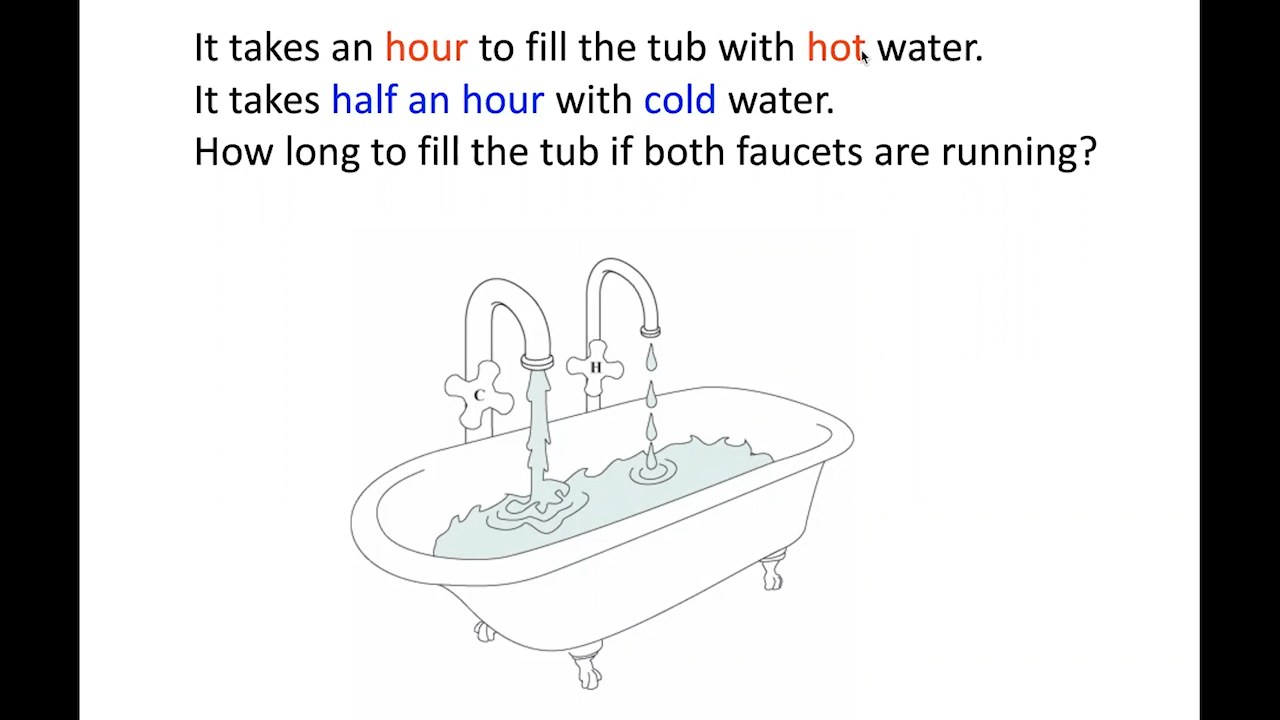 It takes an hour to fill the tub with hot water.
It takes half an hour with cold water.
How long to fill the tub if both faucets are running?
H
C